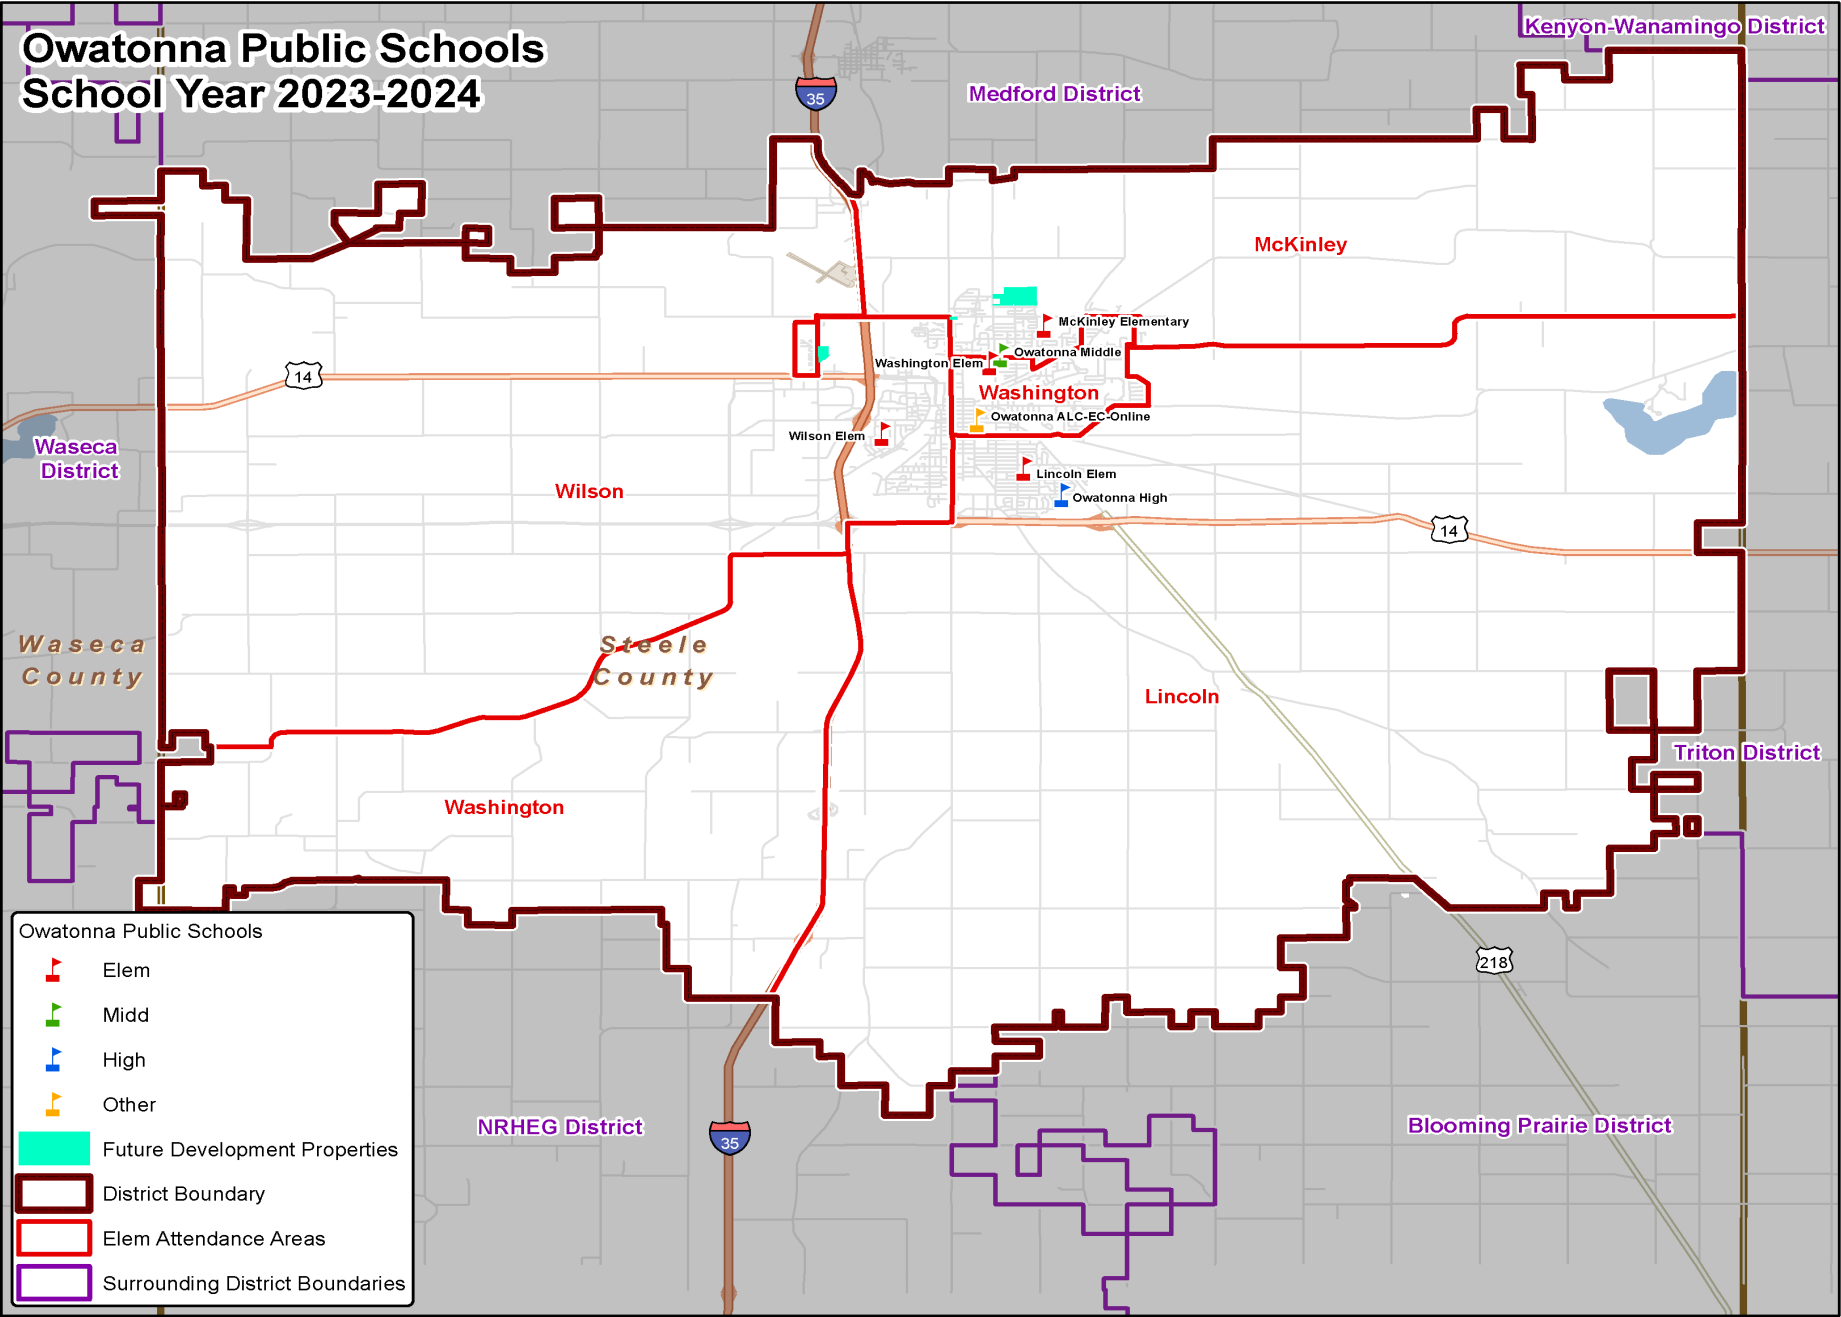 Owatonna Public Schools
School Year 2023-2024
Kenyon-Wanamingo District
35
Medford District
McKinley
McKinley Elementary
Owatonna Middle
Washington Elem
14
Washington
Owatonna ALC-EC-Online
Wilson Elem
Waseca
District
Lincoln Elem
Wilson
Owatonna High
14
Waseca
County
Steele
County
Lincoln
Triton District
Washington
218
NRHEG District
35
Blooming Prairie District
Owatonna Public Schools
Elem
Midd
High
Other
Future Development Properties
District Boundary
Elem Attendance Areas
Surrounding District Boundaries